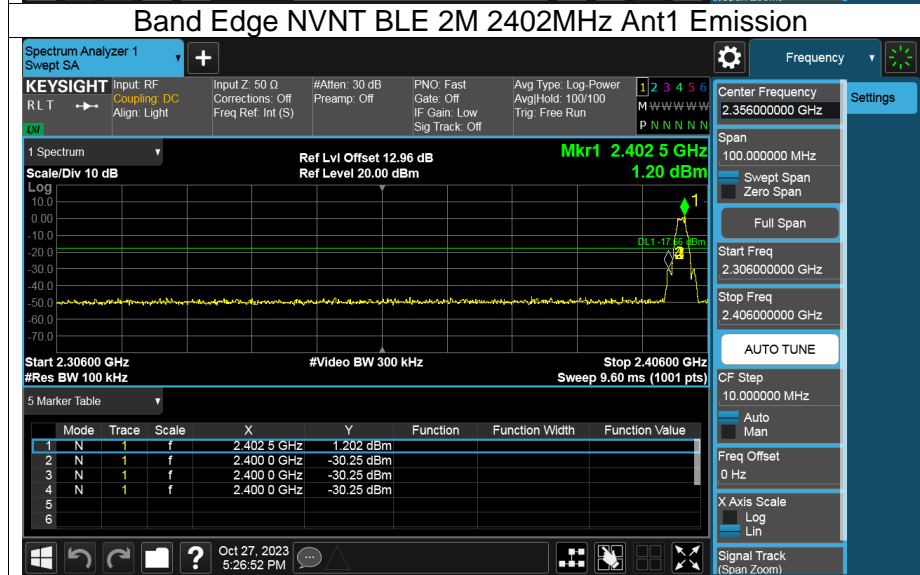 Band Edge NVNT BLE 2M 2402MHz Ant1 Emission
Spectrum Analyzer 1
Swept SA
+
Frequency
KEYSIGHT
RLT
LXI
Input: RF
Coupling: DC
Align: Light
Input Z: 50 Ω
Corrections: Off
Freq Ref: Int (S)
#Atten: 30 dB
Preamp: Off
PNO: Fast
Gate: Off
IF Gain: Low
Sig Track: Off
Avg Type: Log-Power
Avg|Hold: 100/100
Trig: Free Run
1 2 3 4 5 6
M W W W W W
P N N N N N
1 Spectrum
Scale/Div 10 dB
Ref Lvl Offset 12.96 dB
Ref Level 20.00 dBm
Mkr1 2.402 5 GHz
1.20 dBm
Log
10.0
0.00
-10.0
-20.0
-30.0
-40.0
-50.0
-60.0
-70.0
1
DL1 -17.66 dBm
Start 2.30600 GHz
#Res BW 100 kHz
#Video BW 300 kHz
Stop 2.40600 GHz
Sweep 9.60 ms (1001 pts)
5 Marker Table
Mode Trace Scale X Y Function Function Width Function Value
1 N 1 f 2.402 5 GHz 1.202 dBm
2 N 1 f 2.400 0 GHz -30.25 dBm
3 N 1 f 2.400 0 GHz -30.25 dBm
4 N 1 f 2.400 0 GHz -30.25 dBm
5
6
?
Oct 27, 2023
5:26:52 PM
Center Frequency
2.356000000 GHz
Settings
Span
100.000000 MHz
Swept Span
Zero Span
Full Span
Start Freq
2.306000000 GHz
Stop Freq
2.406000000 GHz
AUTO TUNE
CF Step
10.000000 MHz
Auto
Man
Freq Offset
0 Hz
X Axis Scale
Log
Lin
Signal Track
(Span Zoom)